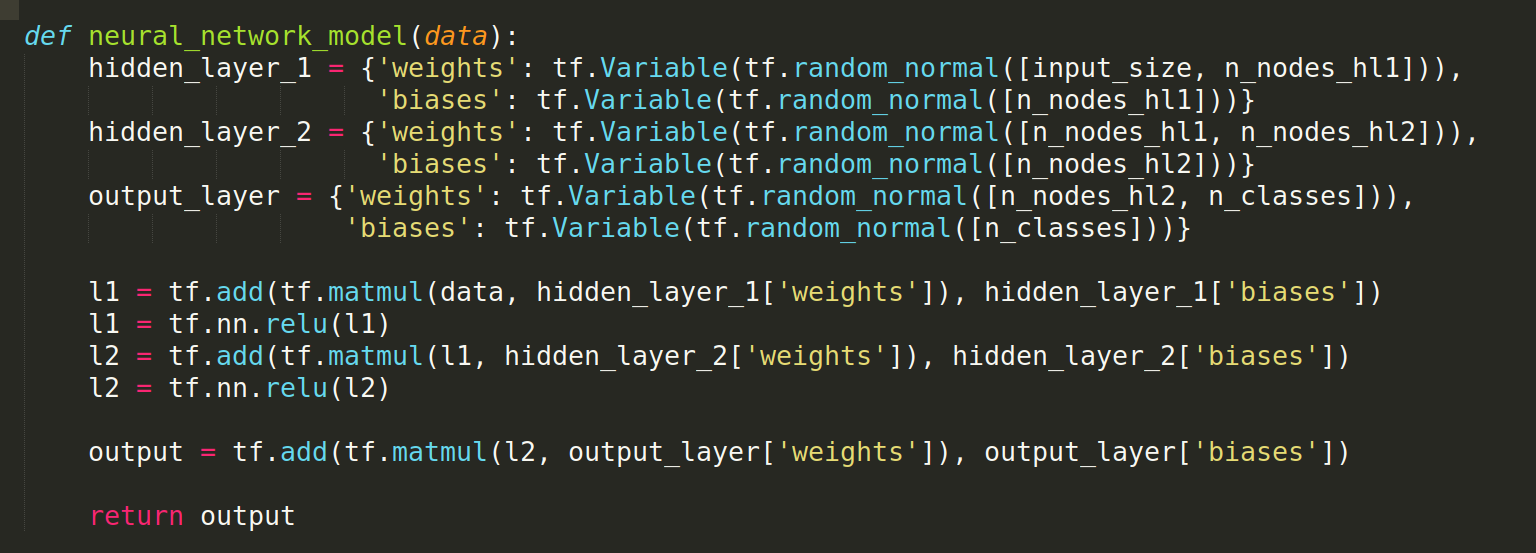 def neural_network_model(data):
    hidden_layer_1 = {'weights': tf.Variable(tf.random_normal([input_size, n_nodes_hl1])),
                      'biases': tf.Variable(tf.random_normal([n_nodes_hl1]))}
    hidden_layer_2 = {'weights': tf.Variable(tf.random_normal([n_nodes_hl1, n_nodes_hl2])),
                      'biases': tf.Variable(tf.random_normal([n_nodes_hl2]))}
    output_layer = {'weights': tf.Variable(tf.random_normal([n_nodes_hl2, n_classes])),
                    'biases': tf.Variable(tf.random_normal([n_classes]))}

    l1 = tf.add(tf.matmul(data, hidden_layer_1['weights']), hidden_layer_1['biases'])
    l1 = tf.nn.relu(l1)
    l2 = tf.add(tf.matmul(l1, hidden_layer_2['weights']), hidden_layer_2['biases'])
    l2 = tf.nn.relu(l2)

    output = tf.add(tf.matmul(l2, output_layer['weights']), output_layer['biases'])

    return output